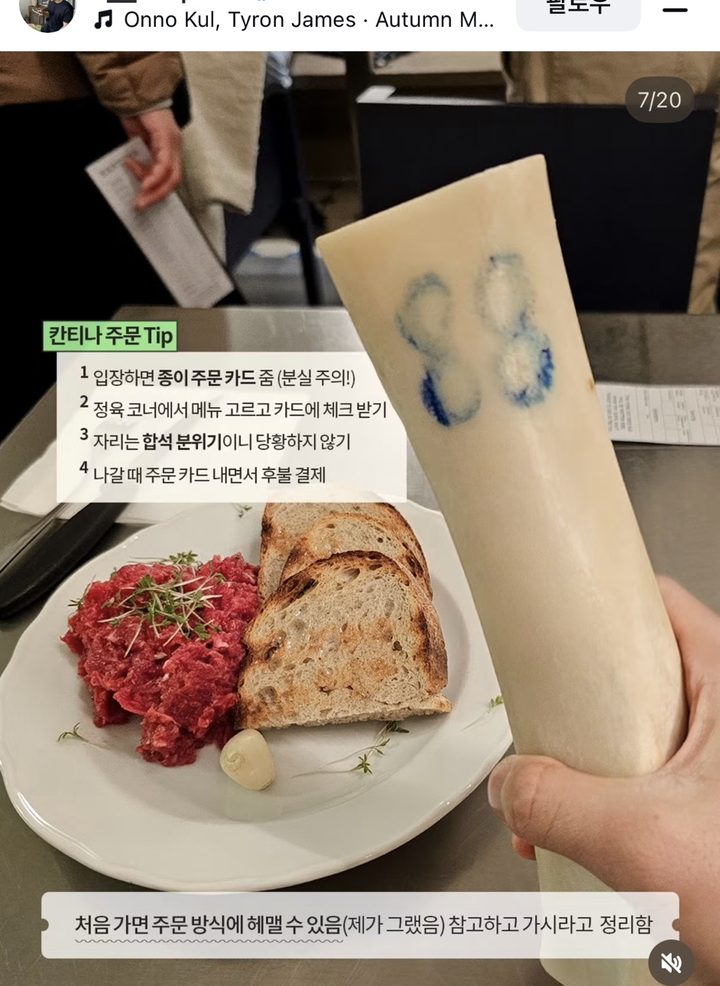 Onno Kul, Tyron James · Autumn M...
팔로우
7/20
88
칸티나 주문 Tip
1 입장하면 종이 주문 카드 줌 (분실 주의!)
2 정육 코너에서 메뉴 고르고 카드에 체크 받기
3 자리는 합석 분위기이니 당황하지 않기
4 나갈 때 주문 카드 내면서 후불 결제
처음 가면 주문 방식에 헤맬 수 있음(제가 그랬음) 참고하고 가시라고 정리함